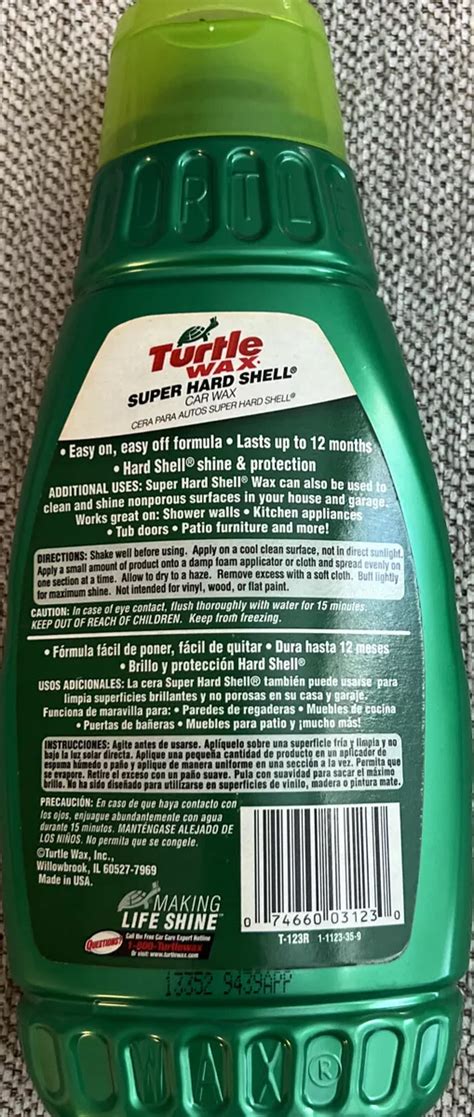 TURTLE
Turtle
WAX
SUPER HARD SHELL®
CAR WAX
CERA PARA AUTOS SUPER HARD SHELL®
• Easy on, easy off formula • Lasts up to 12 months
• Hard Shell® shine & protection
ADDITIONAL USES: Super Hard Shell® Wax can also be used to
clean and shine nonporous surfaces in your house and garage.
Works great on: Shower walls • Kitchen appliances
• Tub doors • Patio furniture and more!
DIRECTIONS: Shake well before using. Apply on a cool clean surface, not in direct sunlight.
Apply a small amount of product onto a damp foam applicator or cloth and spread evenly on
one section at a time. Allow to dry to a haze. Remove excess with a soft cloth. Buff lightly
for maximum shine. Not intended for vinyl, wood, or flat paint.
CAUTION: In case of eye contact, flush thoroughly with water for 15 minutes.
KEEP OUT OF REACH OF CHILDREN. Keep from freezing.
• Fórmula fácil de poner, fácil de quitar • Dura hasta 12 meses
• Brillo y protección Hard Shell®
USOS ADICIONALES: La cera Super Hard Shell® también puede usarse para
limpia superficies brillantes y no porosas en su casa y garaje.
Funciona de maravilla para: • Paredes de regaderas • Muebles de cocina
• Puertas de bañeras • Muebles para patio y ¡mucho más!
INSTRUCCIONES: Agite antes de usarse. Aplíquelo sobre una superficie fría y limpia y no
bajo la luz solar directa. Aplique una pequeña cantidad de producto en un aplicador de
espuma húmedo o paño y aplique de manera uniforme en una sección a la vez. Permita que
se evapore. Retire el exceso con un paño suave. Pula con suavidad para sacar el máximo
brillo. No ha sido diseñado para utilizarse en superficies de vinilo, madera o pintura mate.
PRECAUCIÓN: En caso de que haya contacto con
los ojos, enjuague abundantemente con agua
durante 15 minutos. MANTÉNGASE ALEJADO DE
LOS NIÑOS. No permita que se congele.
©Turtle Wax, Inc.,
Willowbrook, IL 60527-7969
Made in USA.
MAKING
LIFE SHINE™
QUESTIONS?
Call the Free Car Care Expert Hotline
1-800-Turtlewax
Or visit: www.turtlewax.com
0 74660 03123 0
T-123R 1-1123-35-9
13352 9439APP
WAX®